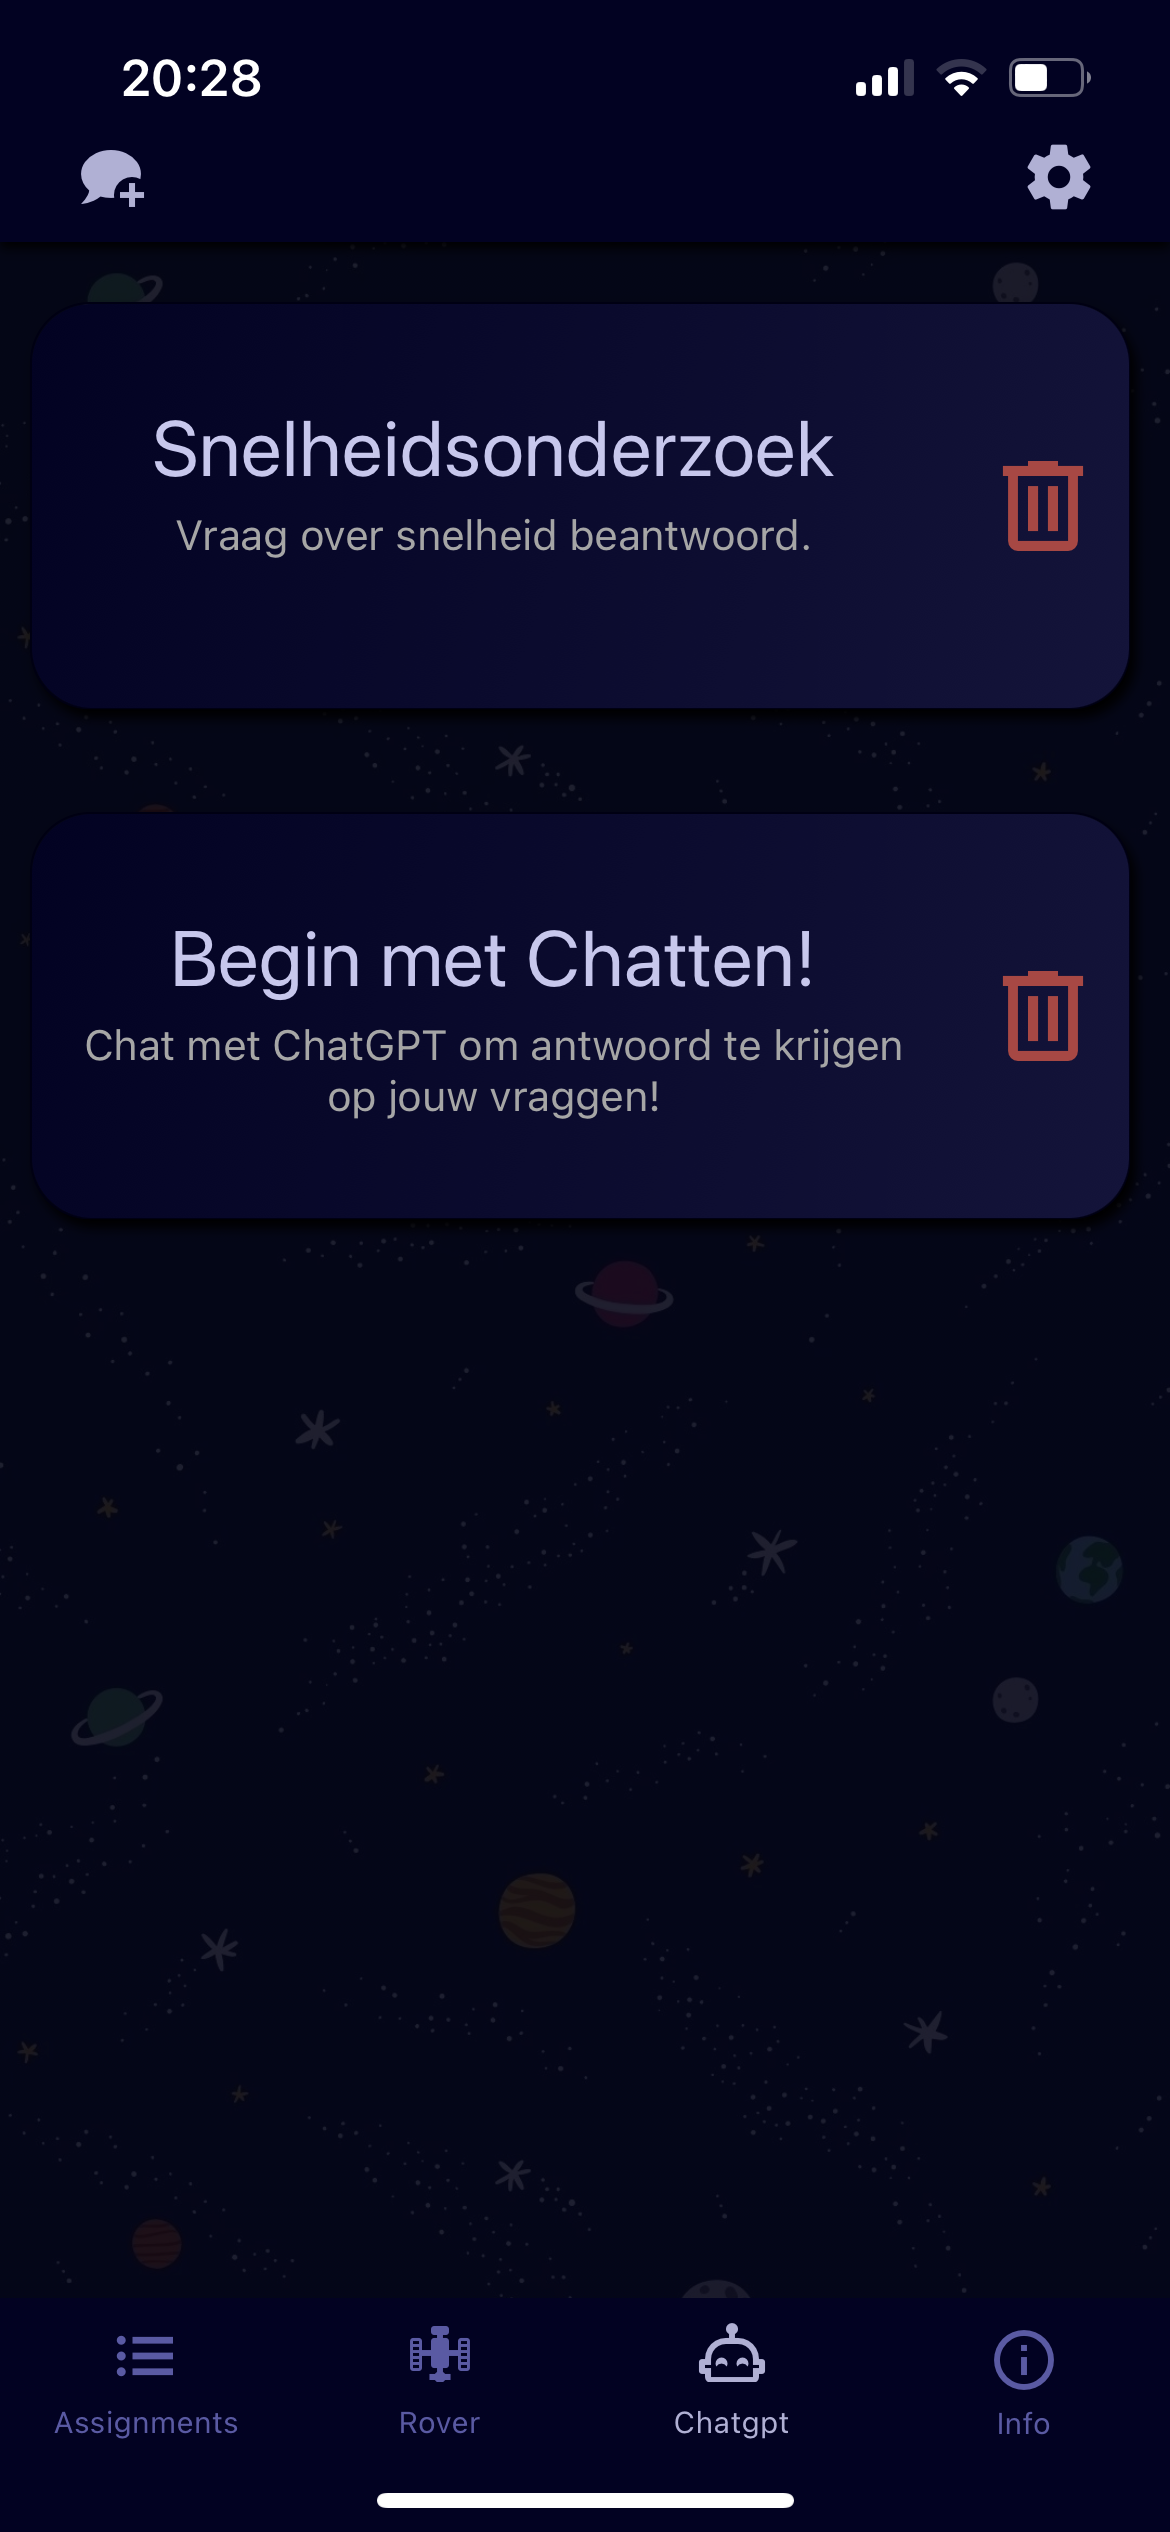 20:28
Snelheidsonderzoek
Vraag over snelheid beantwoord.
Begin met Chatten!
Chat met ChatGPT om antwoord te krijgen
op jouw vraggen!
Assignments
Rover
Chatgpt
Info